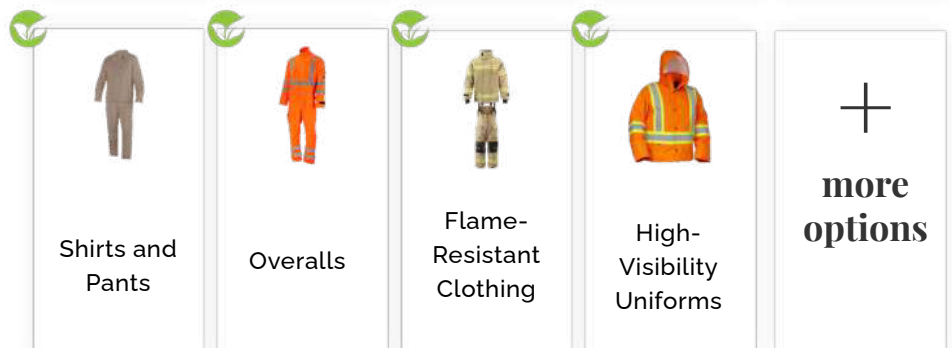 Shirts and
Pants
Overalls
Flame-
Resistant
Clothing
High-
Visibility
Uniforms
+
more
options